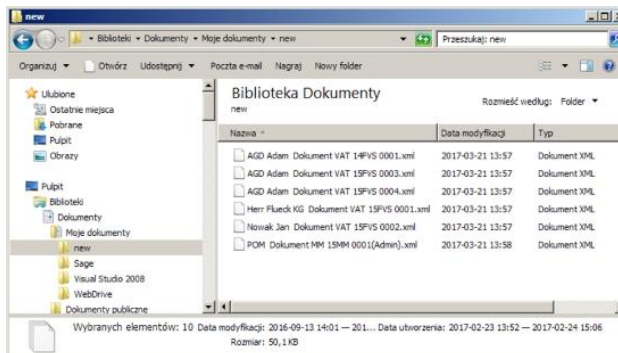 new
Biblioteki Dokumenty Moje dokumenty new
Przeszukaj: new
Organizuj Otwórz Udostępnij Poczta e-mail Nagraj Nowy folder
Ulubione
Ostatnie miejsca
Pobrane
Pulpit
Obrazy
Pulpit
Biblioteki
Dokumenty
Moje dokumenty
new
Sage
Visual Studio 2008
WebDrive
Dokumenty publiczne
Biblioteka Dokumenty
new
Rozmieść według: Folder
Nazwa Data modyfikacji Typ
AGD Adam Dokument VAT 14FVS 0001.xml 2017-03-21 13:57 Dokument XML
AGD Adam Dokument VAT 15FVS 0003.xml 2017-03-21 13:57 Dokument XML
AGD Adam Dokument VAT 15FVS 0004.xml 2017-03-21 13:57 Dokument XML
Herr Flueck KG Dokument VAT 15FVS 0001.xml 2017-03-21 13:57 Dokument XML
Nowak Jan Dokument VAT 15FVS 0002.xml 2017-03-21 13:57 Dokument XML
POM Dokument MM 15MM 0001(Admin).xml 2017-03-21 13:58 Dokument XML
Wybranych elementów: 10 Data modyfikacji: 2016-09-13 14:01 — 201... Data utworzenia: 2017-02-23 13:52 — 2017-02-24 15:06
Rozmiar: 50,1 KB